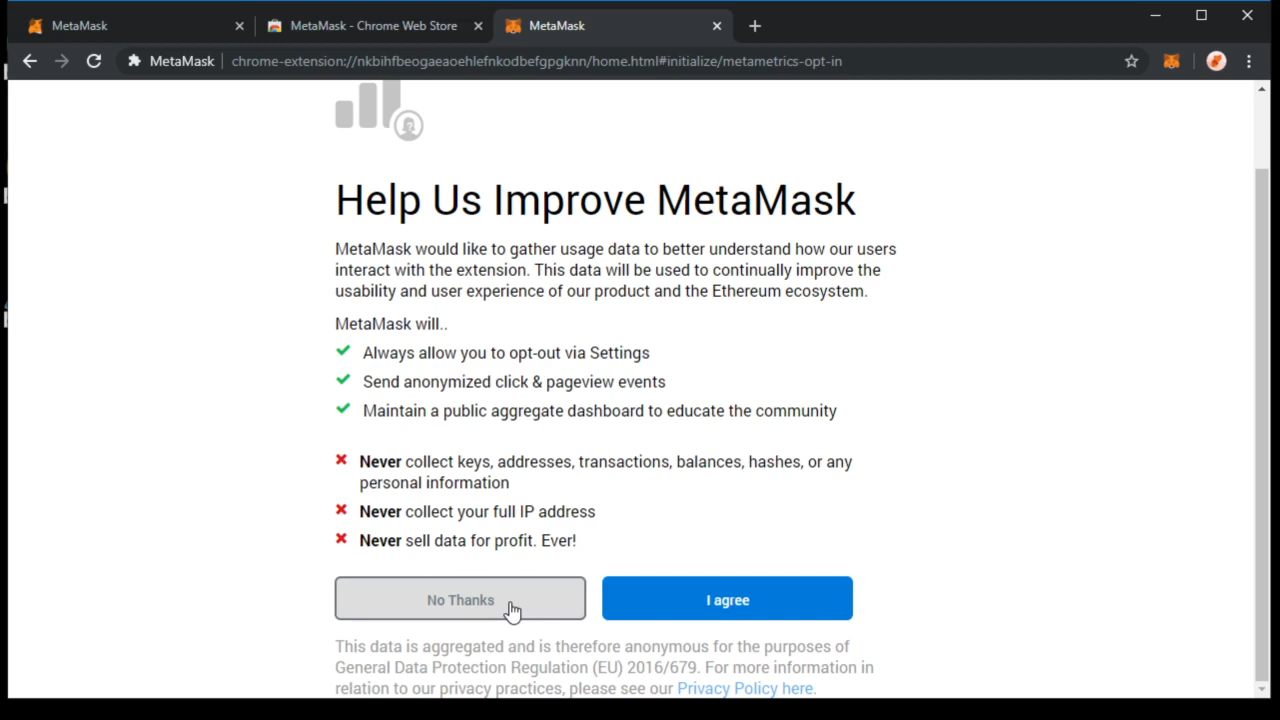 MetaMask
MetaMask - Chrome Web Store
MetaMask
MetaMask
chrome-extension://nkbihfbeogaeaoehlefnkodbefgpgknn/home.html#initialize/metametrics-opt-in
Help Us Improve MetaMask
MetaMask would like to gather usage data to better understand how our users
interact with the extension. This data will be used to continually improve the
usability and user experience of our product and the Ethereum ecosystem.
MetaMask will..
Always allow you to opt-out via Settings
Send anonymized click & pageview events
Maintain a public aggregate dashboard to educate the community
Never collect keys, addresses, transactions, balances, hashes, or any
personal information
Never collect your full IP address
Never sell data for profit. Ever!
No Thanks
I agree
This data is aggregated and is therefore anonymous for the purposes of
General Data Protection Regulation (EU) 2016/679. For more information in
relation to our privacy practices, please see our Privacy Policy here.